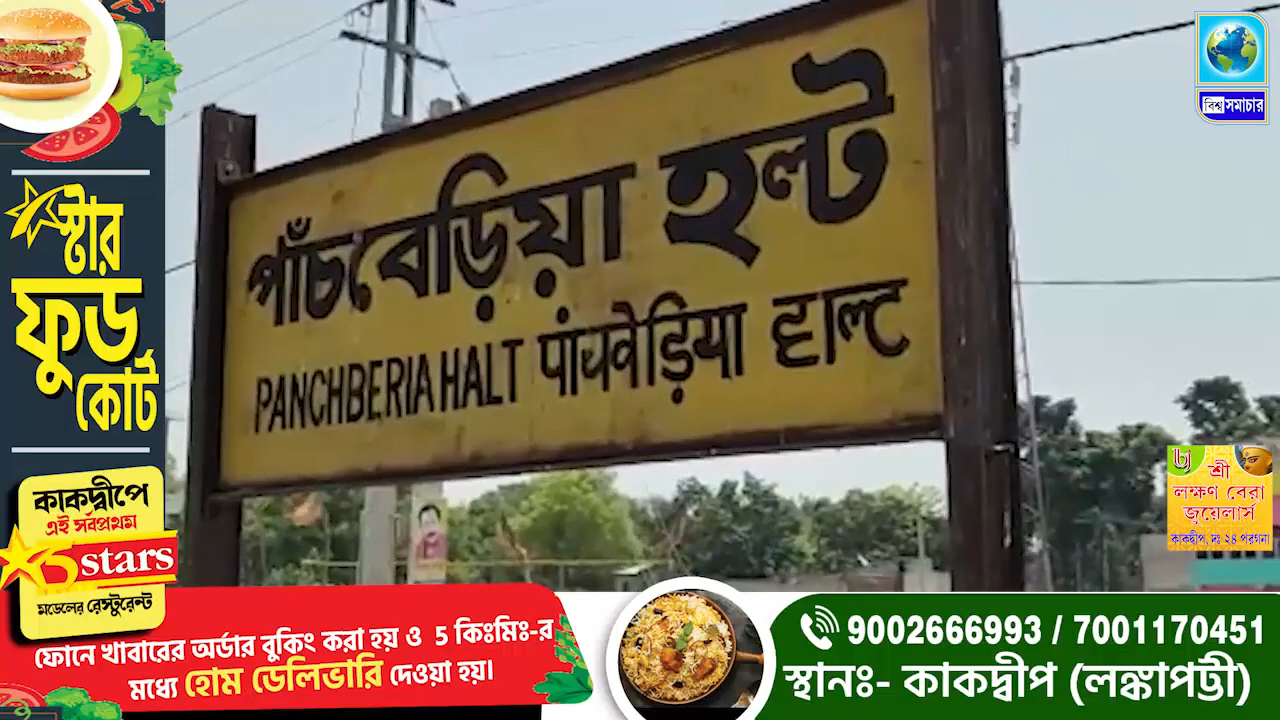 পাঁচবেড়িয়া হল্ট
PANCHBERIA HALT पांचवेड़िया हाल्ट
বিশ্ব সমাচার
স্টার
ফুড
কোর্ট
কাকদ্বীপে
এই সর্বপ্রথম
5 stars
মডেলের রেস্টুরেন্ট
ফোনে খাবারের অর্ডার বুকিং করা হয় ও 5 কিঃমিঃ-র
মধ্যে হোম ডেলিভারি দেওয়া হয়।
9002666993 / 7001170451
স্থানঃ- কাকদ্বীপ (লঙ্কাপট্টী)
শ্রী
লক্ষণ বেরা
জুয়েলার্স
কাকদ্বীপ, দঃ ২৪ পরগনা